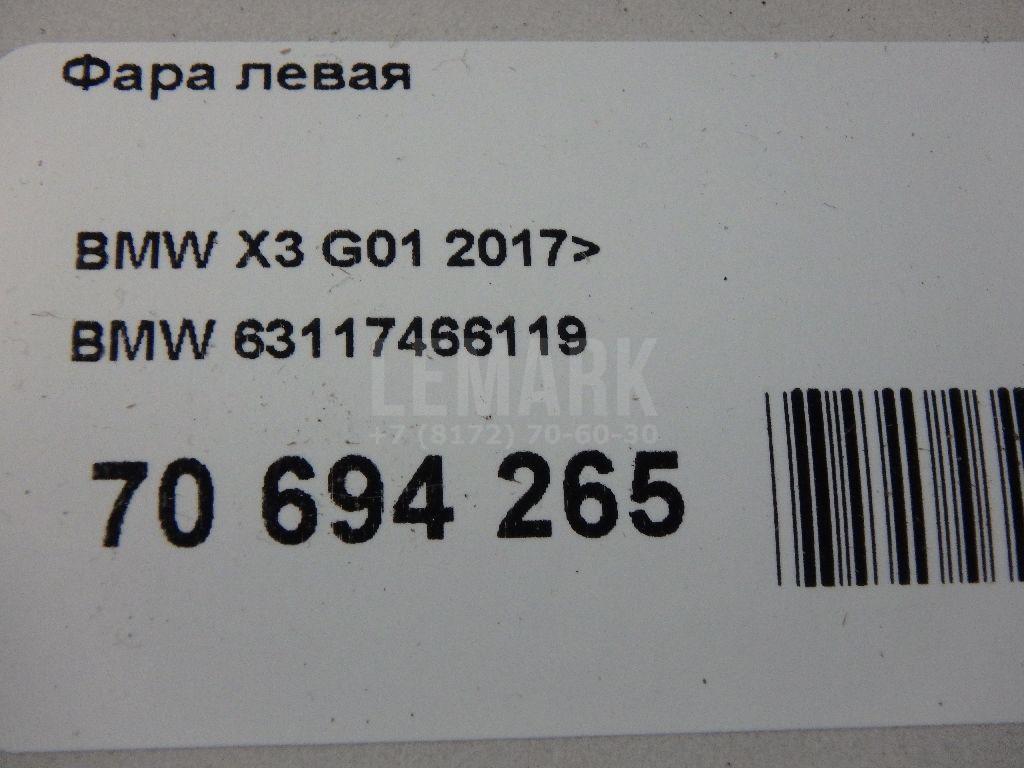 Фара левая
BMW X3 G01 2017>
BMW 63117466119
LEMARK
+7 (8172) 70-60-30
70 694 265